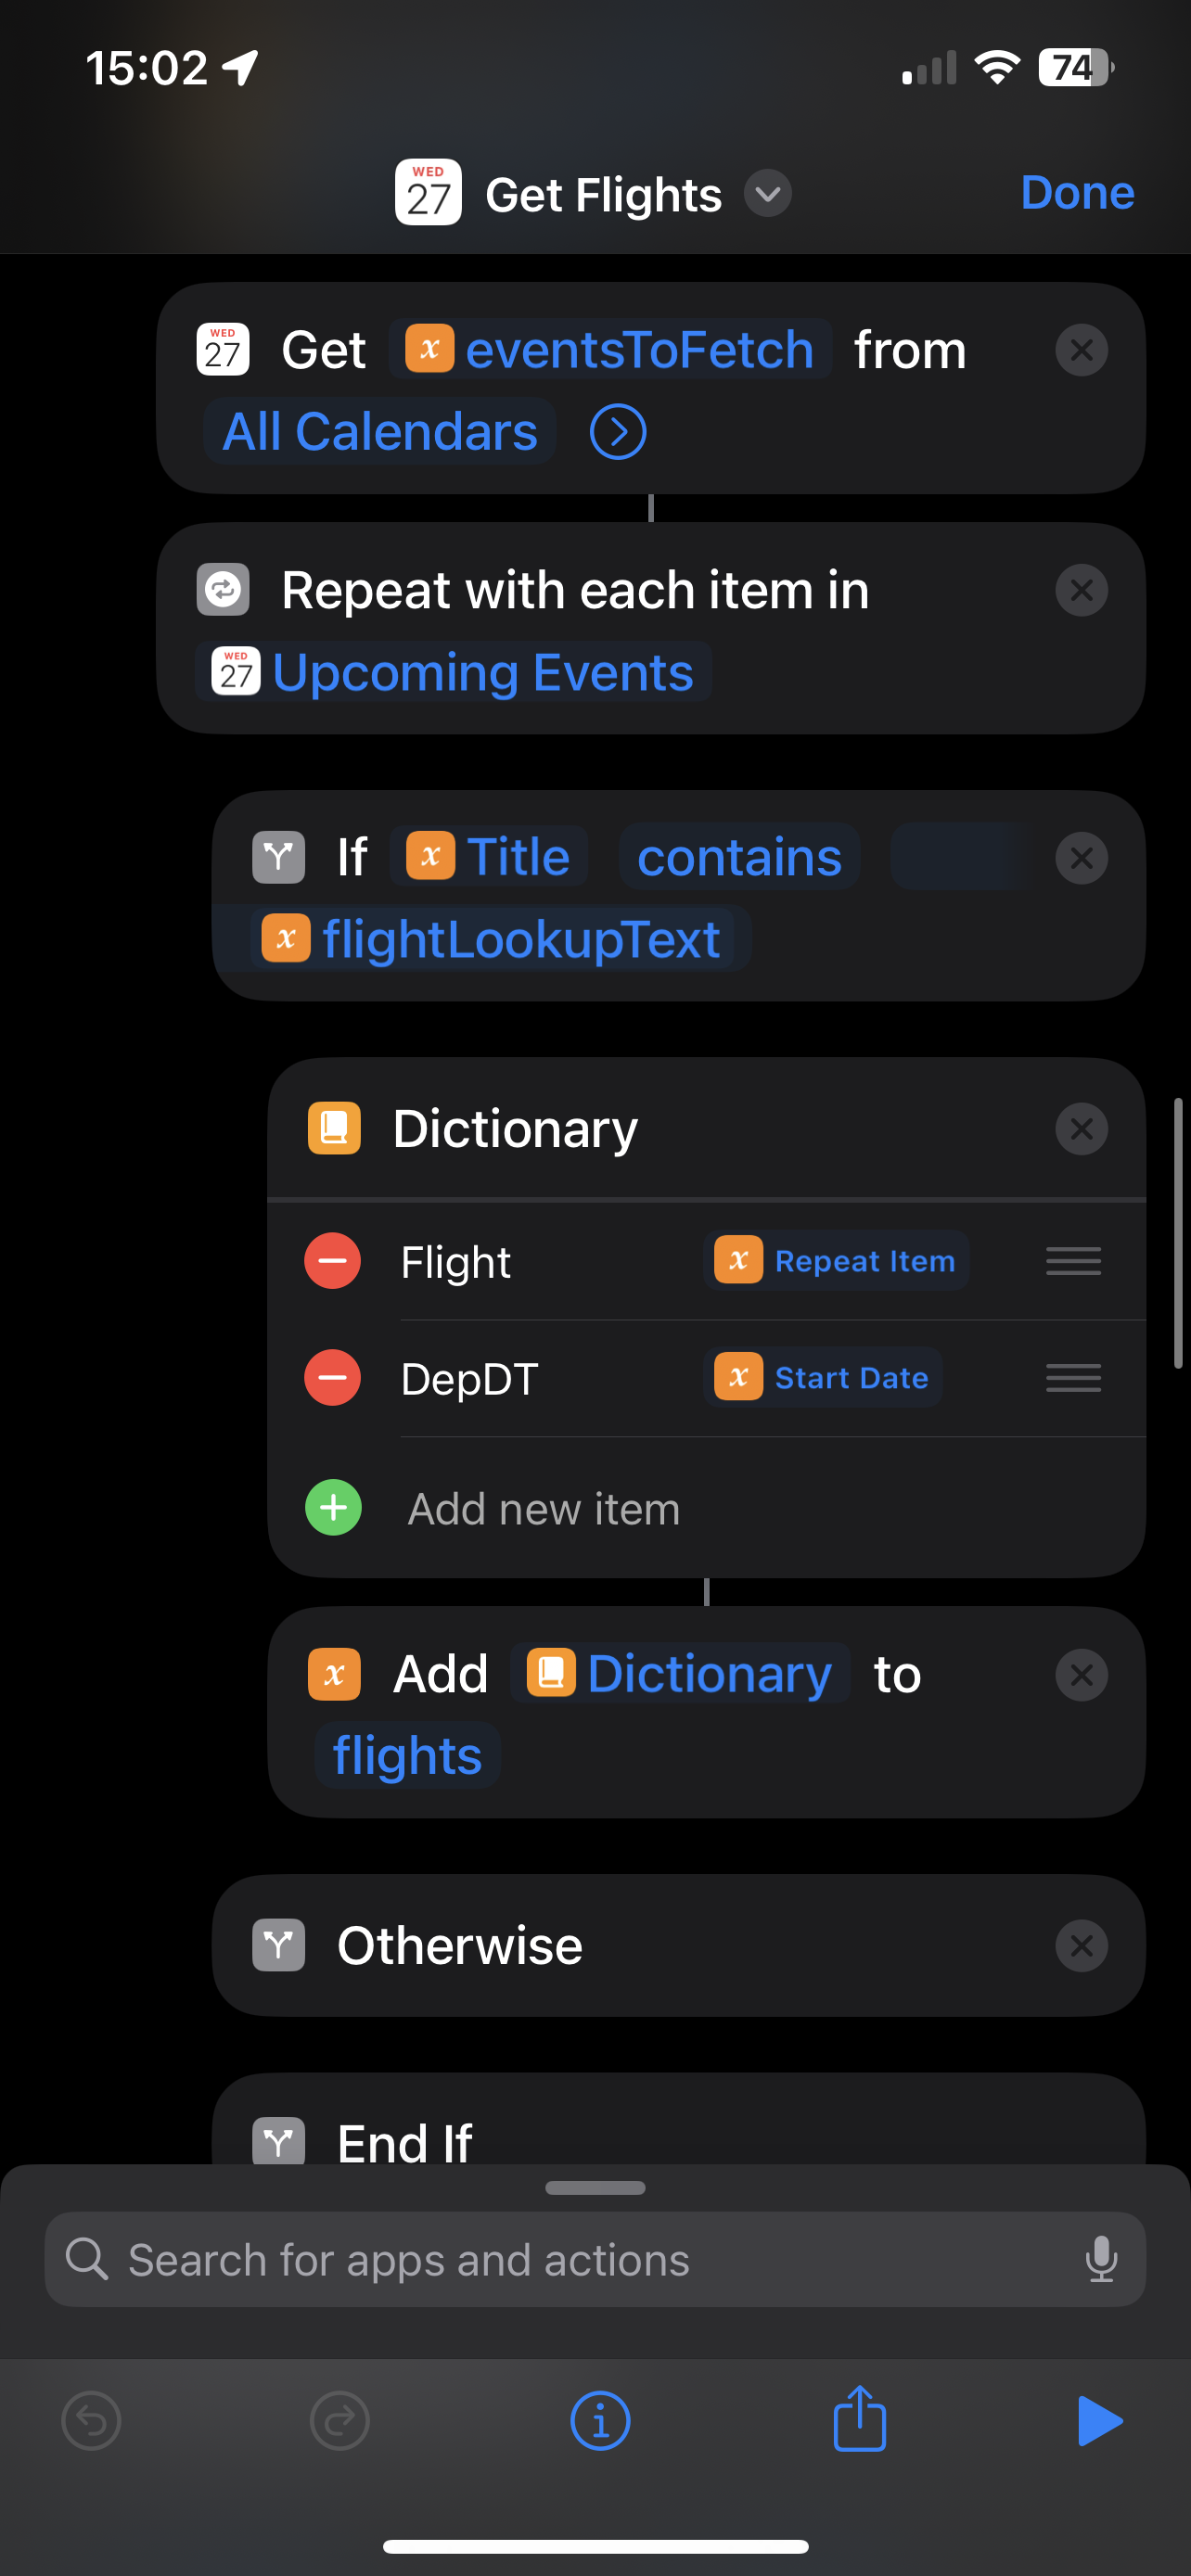 15:02
74
WED
27
Get Flights
Done
WED
27
Get x eventsToFetch from
All Calendars
Repeat with each item in
WED
27
Upcoming Events
If x Title contains
x flightLookupText
Dictionary
Flight x Repeat Item
DepDT x Start Date
Add new item
x Add Dictionary to
flights
Otherwise
End If
Search for apps and actions